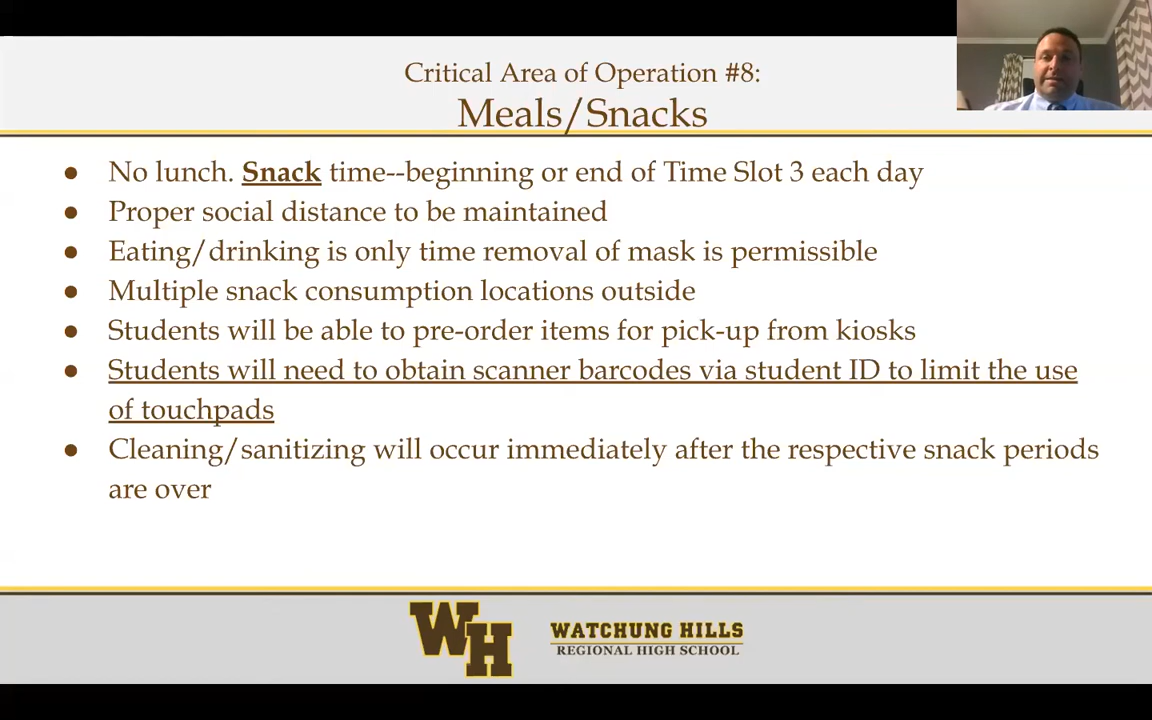 Critical Area of Operation #8:
Meals/Snacks
● No lunch. Snack time--beginning or end of Time Slot 3 each day
● Proper social distance to be maintained
● Eating/drinking is only time removal of mask is permissible
● Multiple snack consumption locations outside
● Students will be able to pre-order items for pick-up from kiosks
● Students will need to obtain scanner barcodes via student ID to limit the use
of touchpads
● Cleaning/sanitizing will occur immediately after the respective snack periods
are over
WH
WATCHUNG HILLS
REGIONAL HIGH SCHOOL